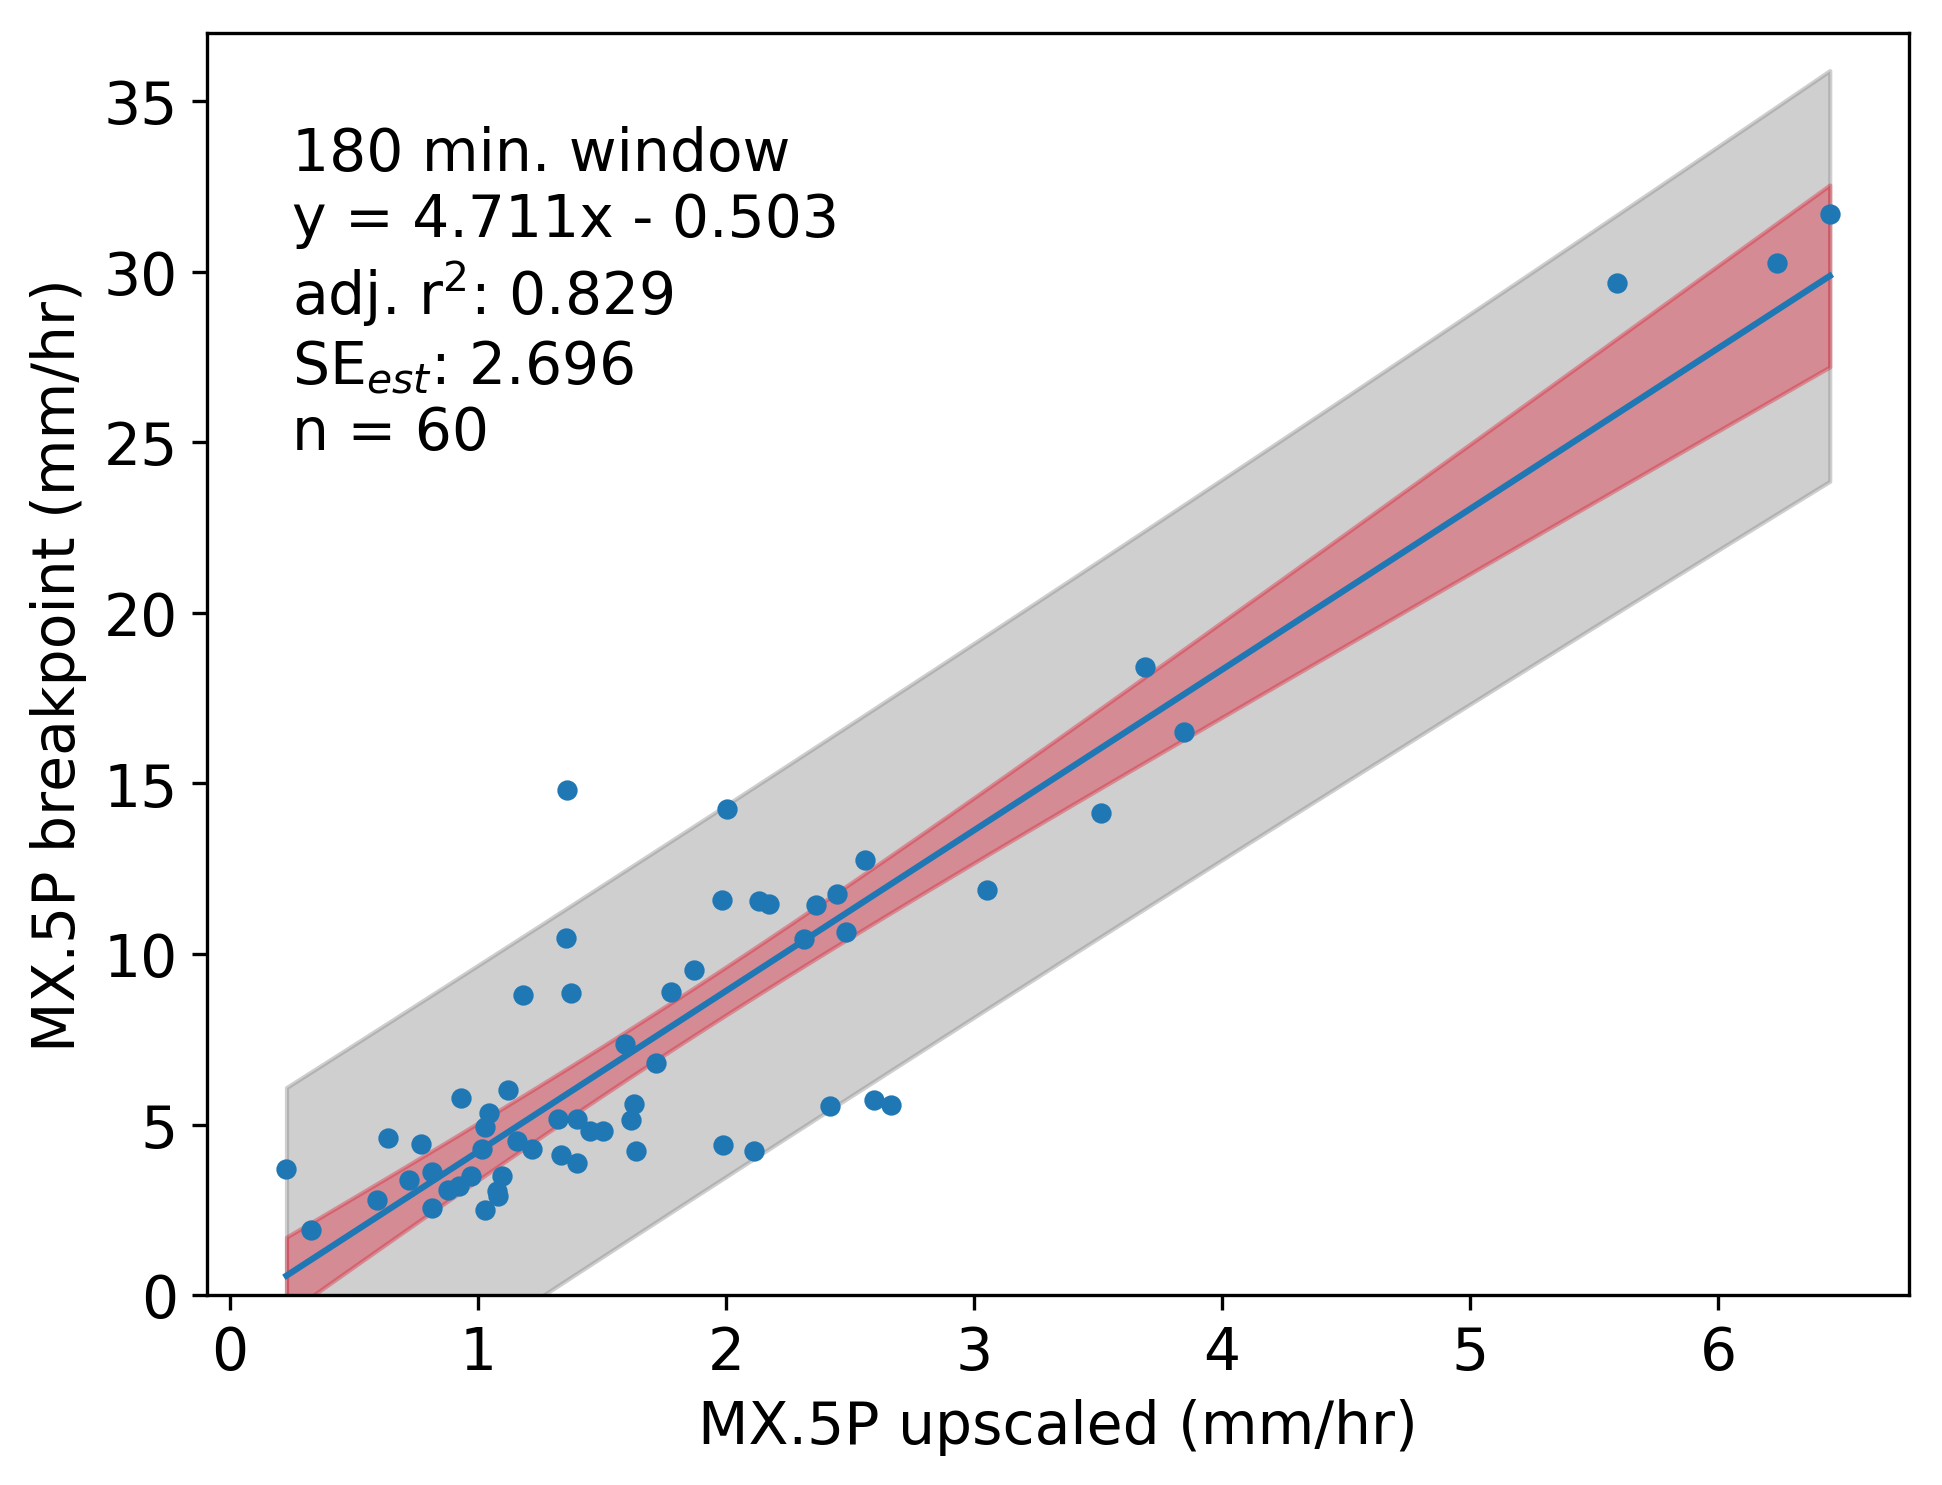 180 min. window
y = 4.711x - 0.503
adj. r²: 0.829
SEest: 2.696
n = 60
MX.5P breakpoint (mm/hr)
35
30
25
20
15
10
5
0
0 1 2 3 4 5 6
MX.5P upscaled (mm/hr)